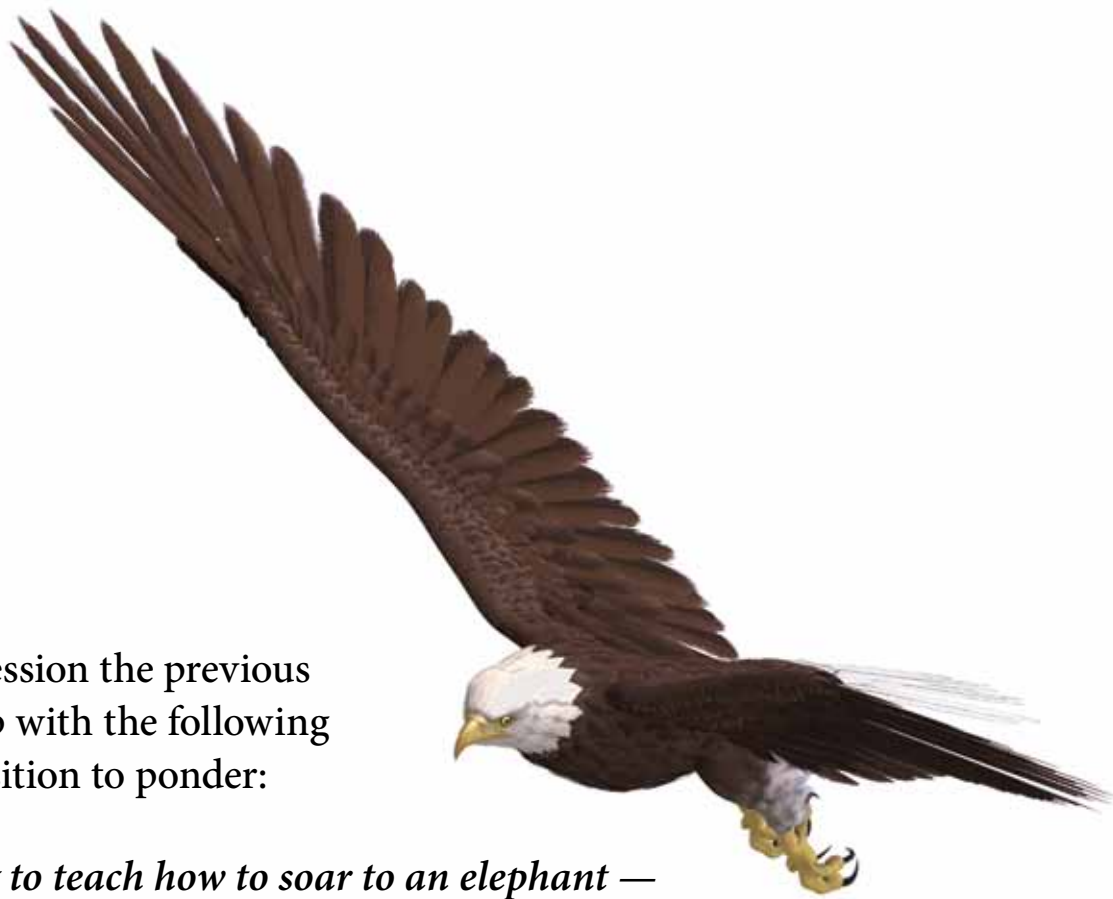 ession the previous
with the following
ition to ponder:
to teach how to soar to an elephant —